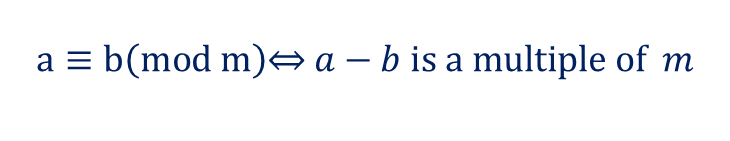 a ≡ b(mod m)⇔ a − b is a multiple of m